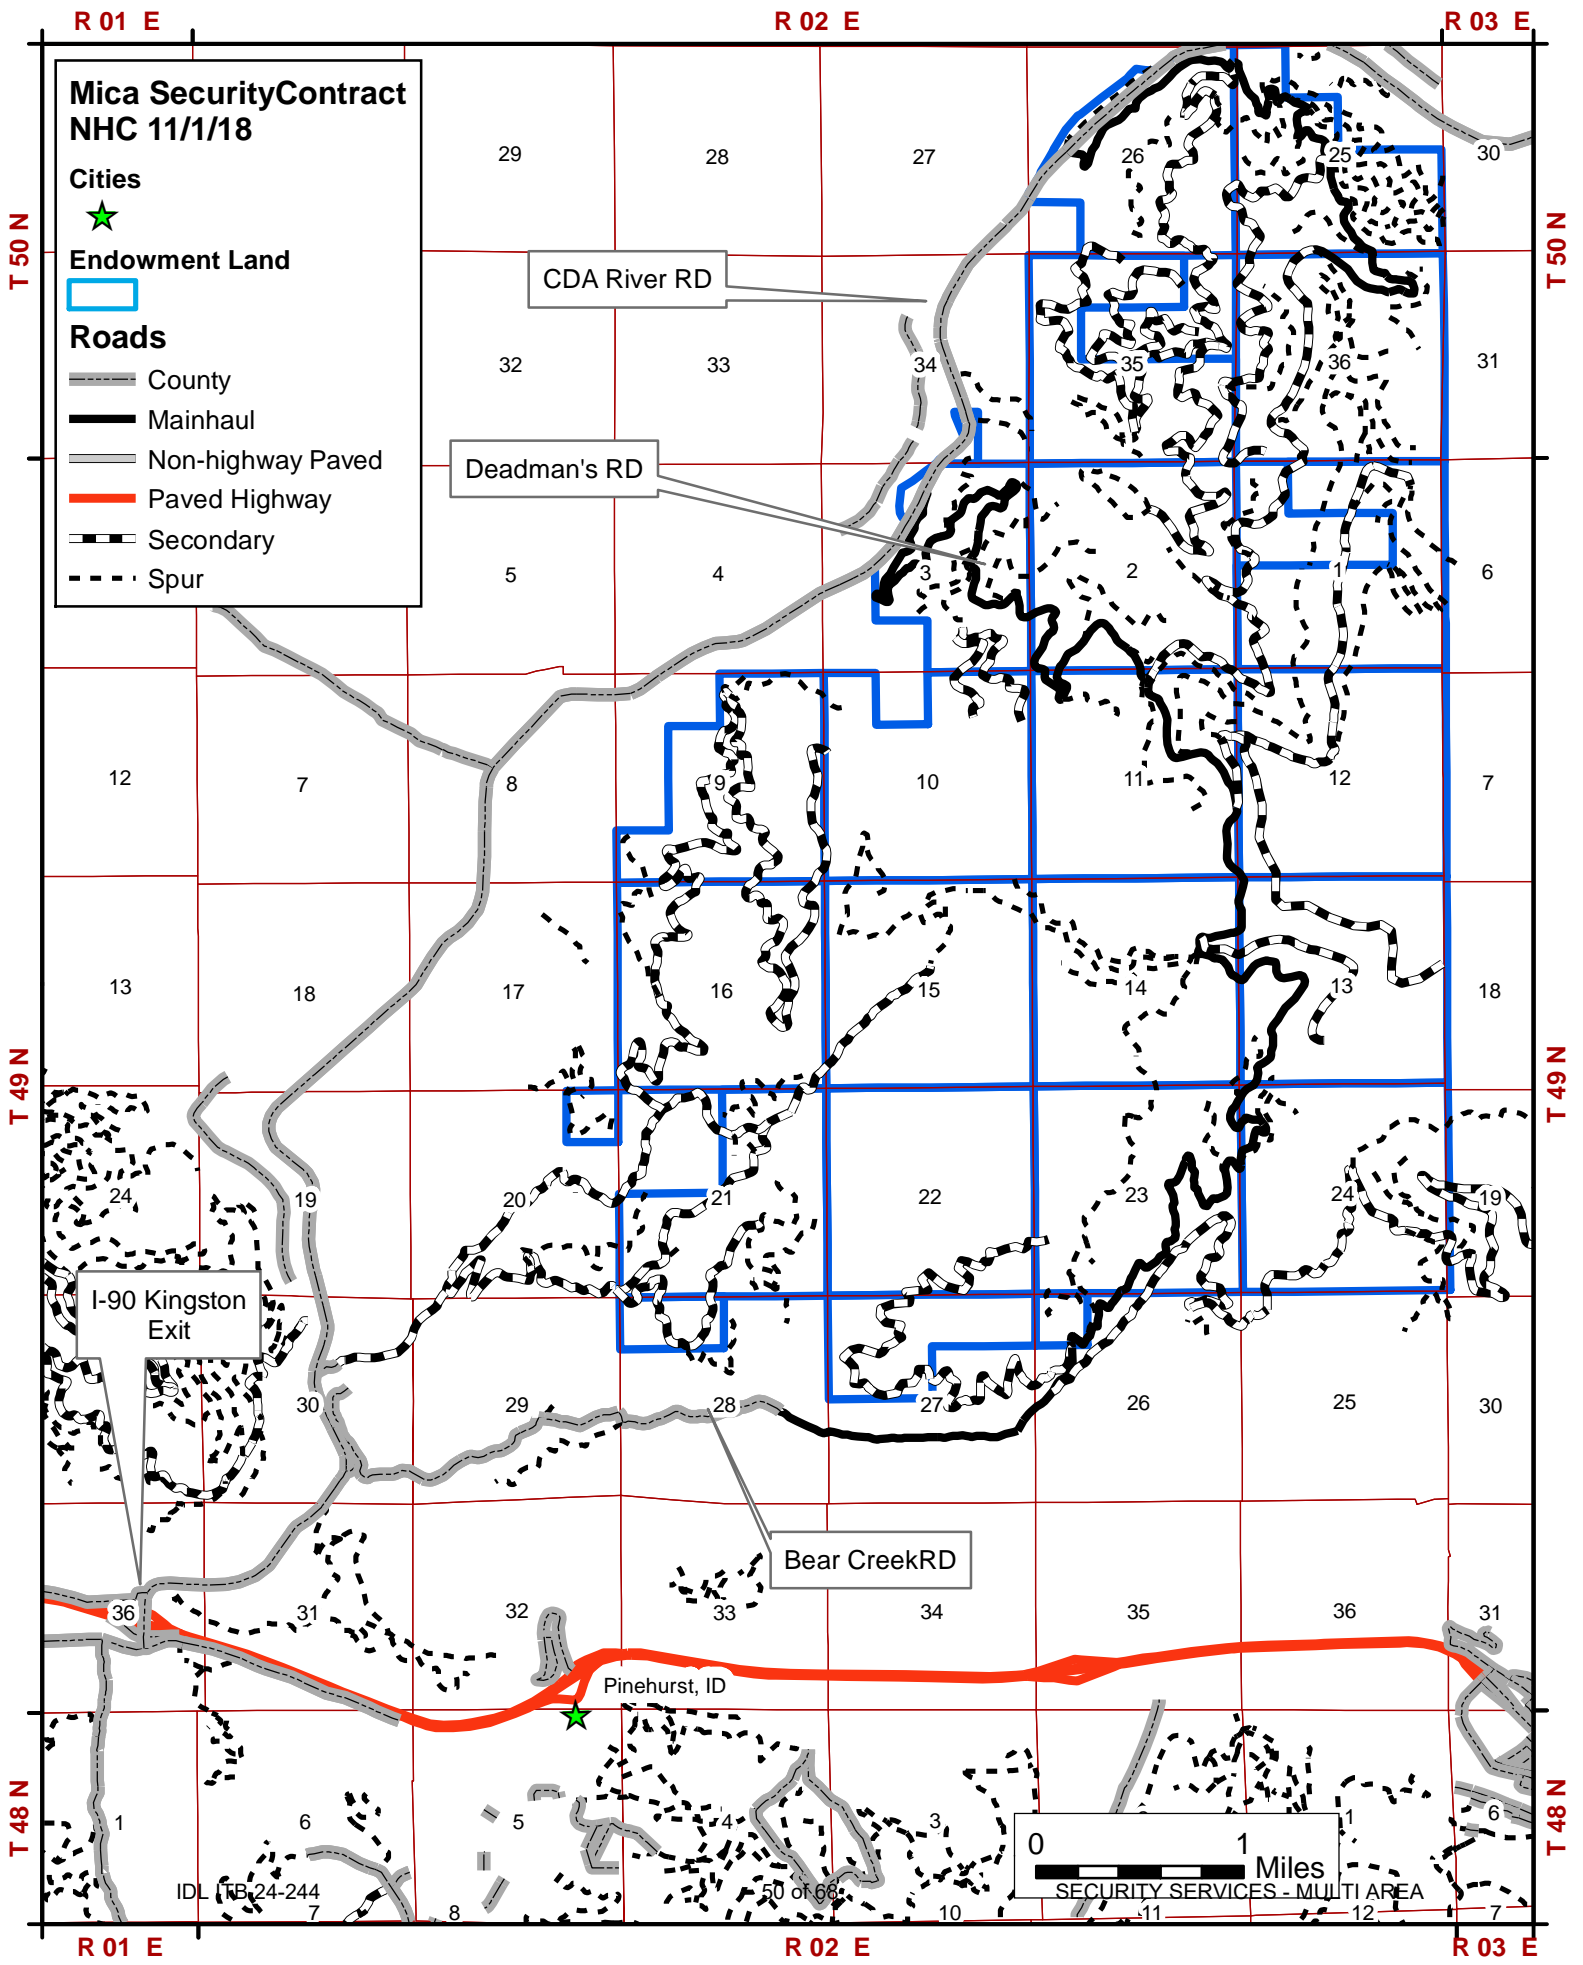 R 01 E
R 02 E
R 03 E
Mica SecurityContract
NHC 11/1/18
Cities
Endowment Land
Roads
County
Mainhaul
Non-highway Paved
Paved Highway
Secondary
Spur
T 50 N
T 50 N
29
28
27
26
25
30
CDA River RD
32
33
34
35
36
31
Deadman's RD
5
4
3
2
1
6
12
7
8
9
10
11
12
7
13
18
17
16
15
14
13
18
T 49 N
T 49 N
24
19
20
21
22
23
24
19
I-90 Kingston
Exit
30
29
28
27
26
25
30
Bear CreekRD
36
31
32
33
34
35
36
31
Pinehurst, ID
T 48 N
T 48 N
1
6
5
4
3
1
6
0
1
Miles
IDL ITB 24-244
50 of 68
SECURITY SERVICES - MULTI AREA
7
8
10
11
12
7
R 01 E
R 02 E
R 03 E